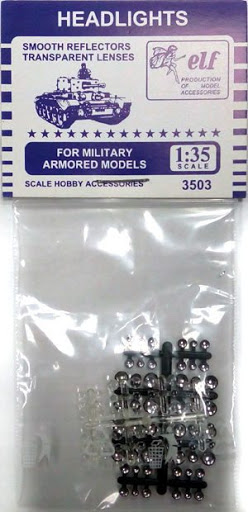 HEADLIGHTS
SMOOTH REFLECTORS
TRANSPARENT LENSES
elf
PRODUCTION
OF MODEL
ACCESSORIES
FOR MILITARY
ARMORED MODELS
1:35
SCALE
SCALE HOBBY ACCESSORIES
3503